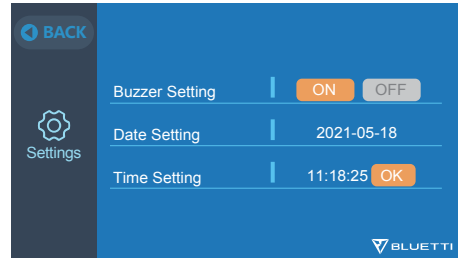 BACK
Settings
Buzzer Setting ON OFF
Date Setting 2021-05-18
Time Setting 11:18:25 OK
BLUETTI